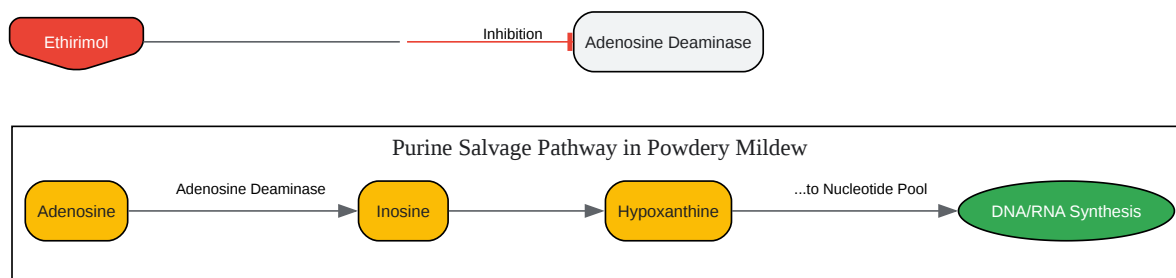 Ethirimol
Inhibition
Adenosine Deaminase
Purine Salvage Pathway in Powdery Mildew
Adenosine
Adenosine Deaminase
Inosine
Hypoxanthine
...to Nucleotide Pool
DNA/RNA Synthesis